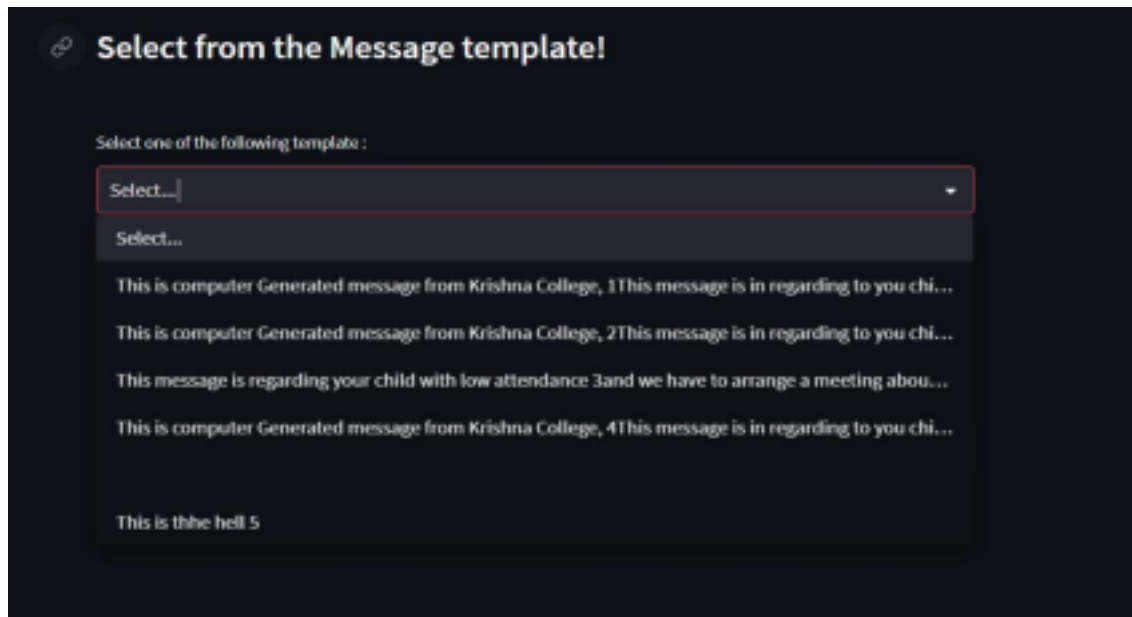 Select from the Message template!
Select one of the following template :
Select...
Select...
This is computer Generated message from Krishna College, 1This message is in regarding to you chi...
This is computer Generated message from Krishna College, 2This message is in regarding to you chi...
This message is regarding your child with low attendance 3and we have to arrange a meeting abou...
This is computer Generated message from Krishna College, 4This message is in regarding to you chi...
This is thhe hell 5